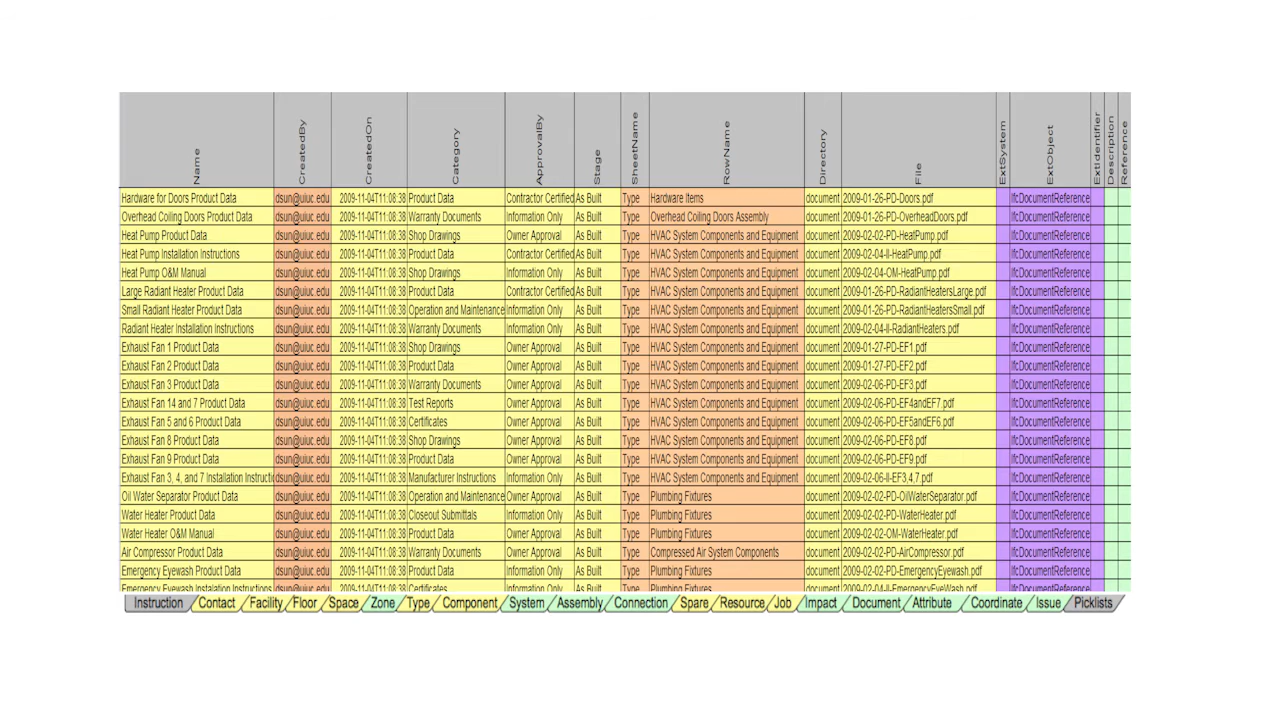 Name CreatedBy CreatedOn Category ApprovalBy Stage SheetName RowName Directory File ExtSystem ExtObject ExtIdentifier Description Reference
Hardware for Doors Product Data dsun@uiuc.edu 2009-11-04T11:08:38 Product Data Contractor Certified As Built Type Hardware Items document 2009-01-26-PD-Doors.pdf IfcDocumentReference
Overhead Coiling Doors Product Data dsun@uiuc.edu 2009-11-04T11:08:38 Warranty Documents Information Only As Built Type Overhead Coiling Doors Assembly document 2009-01-26-PD-OverheadDoors.pdf IfcDocumentReference
Heat Pump Product Data dsun@uiuc.edu 2009-11-04T11:08:38 Shop Drawings Owner Approval As Built Type HVAC System Components and Equipment document 2009-02-02-PD-HeatPump.pdf IfcDocumentReference
Heat Pump Installation Instructions dsun@uiuc.edu 2009-11-04T11:08:38 Product Data Contractor Certified As Built Type HVAC System Components and Equipment document 2009-02-04-II-HeatPump.pdf IfcDocumentReference
Heat Pump O&M Manual dsun@uiuc.edu 2009-11-04T11:08:38 Shop Drawings Information Only As Built Type HVAC System Components and Equipment document 2009-02-04-OM-HeatPump.pdf IfcDocumentReference
Large Radiant Heater Product Data dsun@uiuc.edu 2009-11-04T11:08:38 Product Data Contractor Certified As Built Type HVAC System Components and Equipment document 2009-01-26-PD-RadiantHeatersLarge.pdf IfcDocumentReference
Small Radiant Heater Product Data dsun@uiuc.edu 2009-11-04T11:08:38 Operation and Maintenance Information Only As Built Type HVAC System Components and Equipment document 2009-01-26-PD-RadiantHeatersSmall.pdf IfcDocumentReference
Radiant Heater Installation Instructions dsun@uiuc.edu 2009-11-04T11:08:38 Warranty Documents Information Only As Built Type HVAC System Components and Equipment document 2009-02-04-II-RadiantHeaters.pdf IfcDocumentReference
Exhaust Fan 1 Product Data dsun@uiuc.edu 2009-11-04T11:08:38 Shop Drawings Owner Approval As Built Type HVAC System Components and Equipment document 2009-01-27-PD-EF1.pdf IfcDocumentReference
Exhaust Fan 2 Product Data dsun@uiuc.edu 2009-11-04T11:08:38 Product Data Owner Approval As Built Type HVAC System Components and Equipment document 2009-01-27-PD-EF2.pdf IfcDocumentReference
Exhaust Fan 3 Product Data dsun@uiuc.edu 2009-11-04T11:08:38 Warranty Documents Owner Approval As Built Type HVAC System Components and Equipment document 2009-02-06-PD-EF3.pdf IfcDocumentReference
Exhaust Fan 14 and 7 Product Data dsun@uiuc.edu 2009-11-04T11:08:38 Test Reports Owner Approval As Built Type HVAC System Components and Equipment document 2009-02-06-PD-EF4andEF7.pdf IfcDocumentReference
Exhaust Fan 5 and 6 Product Data dsun@uiuc.edu 2009-11-04T11:08:38 Certificates Owner Approval As Built Type HVAC System Components and Equipment document 2009-02-06-PD-EF5andEF6.pdf IfcDocumentReference
Exhaust Fan 8 Product Data dsun@uiuc.edu 2009-11-04T11:08:38 Shop Drawings Owner Approval As Built Type HVAC System Components and Equipment document 2009-02-06-PD-EF8.pdf IfcDocumentReference
Exhaust Fan 9 Product Data dsun@uiuc.edu 2009-11-04T11:08:38 Product Data Owner Approval As Built Type HVAC System Components and Equipment document 2009-02-06-PD-EF9.pdf IfcDocumentReference
Exhaust Fan 3, 4, and 7 Installation Instructi dsun@uiuc.edu 2009-11-04T11:08:38 Manufacturer Instructions Information Only As Built Type HVAC System Components and Equipment document 2009-02-06-II-EF3,4,7.pdf IfcDocumentReference
Oil Water Separator Product Data dsun@uiuc.edu 2009-11-04T11:08:38 Operation and Maintenance Owner Approval As Built Type Plumbing Fixtures document 2009-02-02-PD-OilWaterSeparator.pdf IfcDocumentReference
Water Heater Product Data dsun@uiuc.edu 2009-11-04T11:08:38 Closeout Submittals Information Only As Built Type Plumbing Fixtures document 2009-02-02-PD-WaterHeater.pdf IfcDocumentReference
Water Heater O&M Manual dsun@uiuc.edu 2009-11-04T11:08:38 Product Data Owner Approval As Built Type Plumbing Fixtures document 2009-02-02-OM-WaterHeater.pdf IfcDocumentReference
Air Compressor Product Data dsun@uiuc.edu 2009-11-04T11:08:38 Warranty Documents Owner Approval As Built Type Compressed Air System Components document 2009-02-02-PD-AirCompressor.pdf IfcDocumentReference
Emergency Eyewash Product Data dsun@uiuc.edu 2009-11-04T11:08:38 Product Data Information Only As Built Type Plumbing Fixtures document 2009-02-02-PD-EmergencyEyewash.pdf IfcDocumentReference
Emergency Eyewash Instalation Instructions dsun@uiuc.edu 2009-11-04T11:08:38 Certificates Information Only As Built Type Plumbing Fixtures document 2009-02-04-II-EmergencyEyeWash.pdf IfcDocumentReference
Instruction Contact Facility Floor Space Zone Type Component System Assembly Connection Spare Resource Job Impact Document Attribute Coordinate Issue Picklists